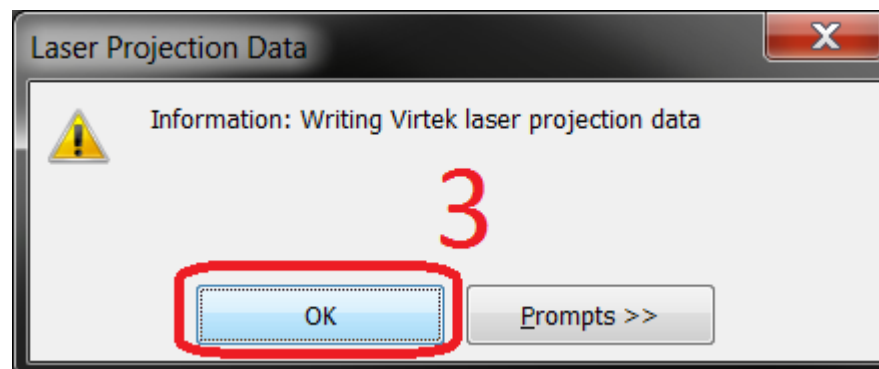 Laser Projection Data
Information: Writing Virtek laser projection data
3
OK
Prompts >>